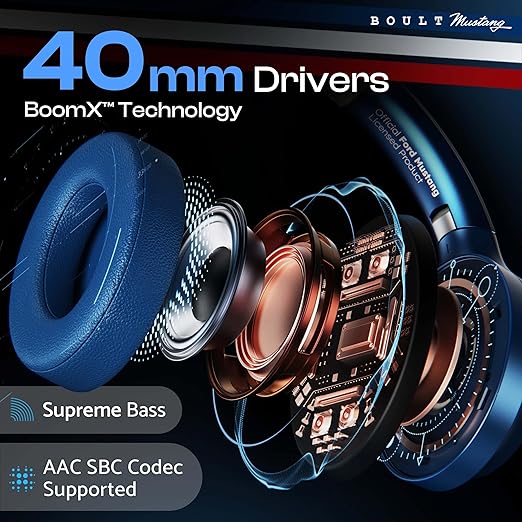 BOULT Mustang
40mm Drivers
BoomX™ Technology
Official Ford Mustang
Licensed Product
Supreme Bass
AAC SBC Codec
Supported